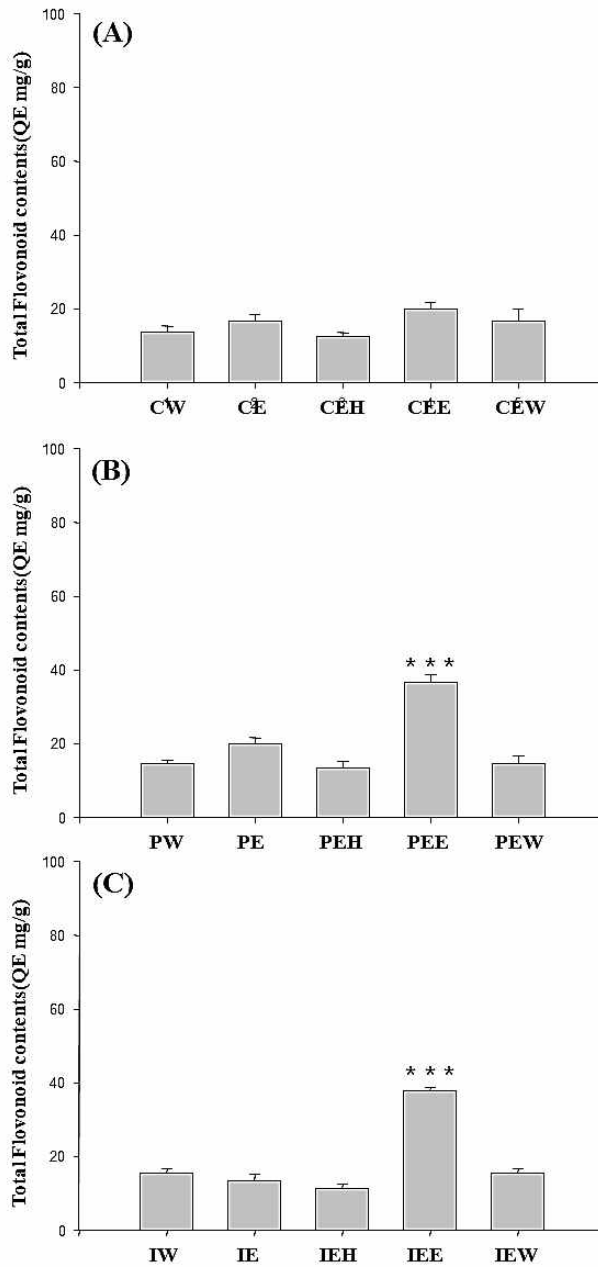 (A)
Total Flovonoid contents(QE mg/g)
100
80
60
40
20
0
CW CE CEH CEE CEW
(B)
Total Flovonoid contents(QE mg/g)
100
80
60
40
20
0
* * *
PW PE PEH PEE PEW
(C)
Total Flovonoid contents(QE mg/g)
100
80
60
40
20
0
* * *
IW IE IEH IEE IEW